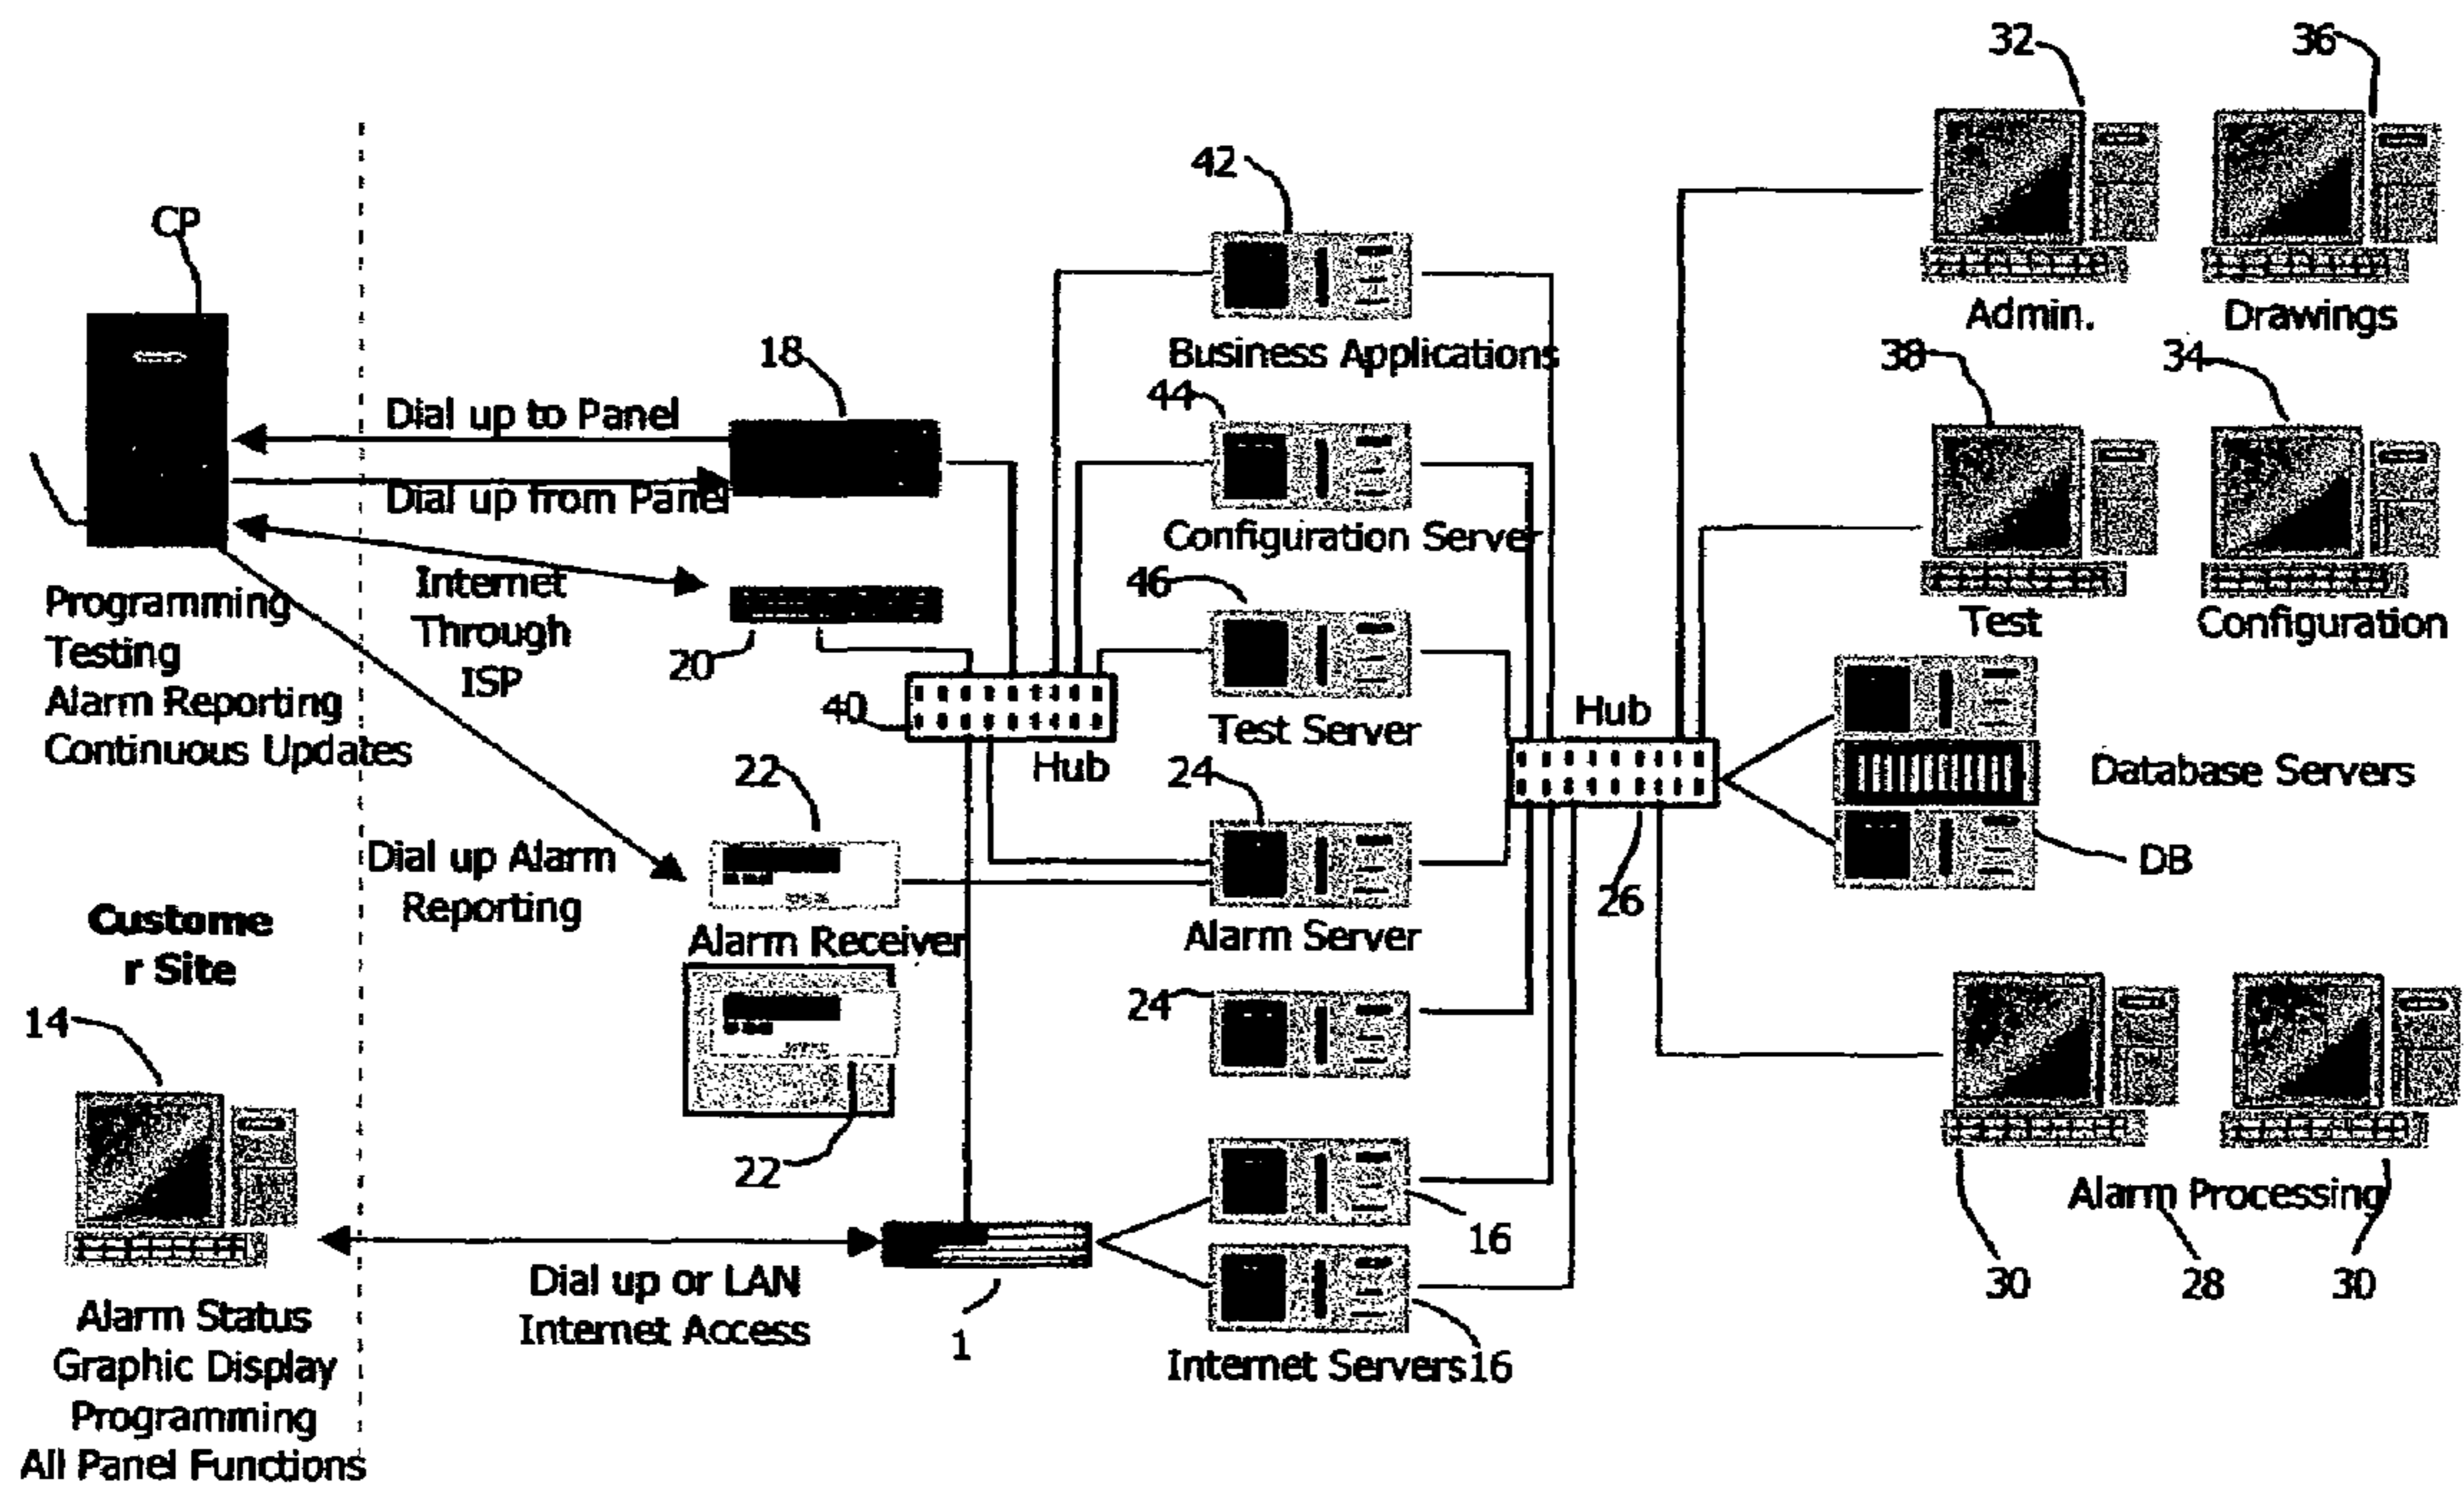 32
36
42
CP
Admin.
Drawings
18
Business Applications
38
34
44
Dial up to Panel
Dial up from Panel
Configuration Server
46
Internet
Through
ISP
Programming
Testing
Alarm Reporting
Continuous Updates
20
Test
Configuration
40
Hub
Test Server
Hub
22
24
Database Servers
Dial up Alarm
Reporting
DB
26
Alarm Receiver
Alarm Server
Custome
r Site
24
14
22
16
Alarm Processing
30
28
30
Dial up or LAN
Internet Access
1
Internet Servers
16
Alarm Status
Graphic Display
Programming
All Panel Functions